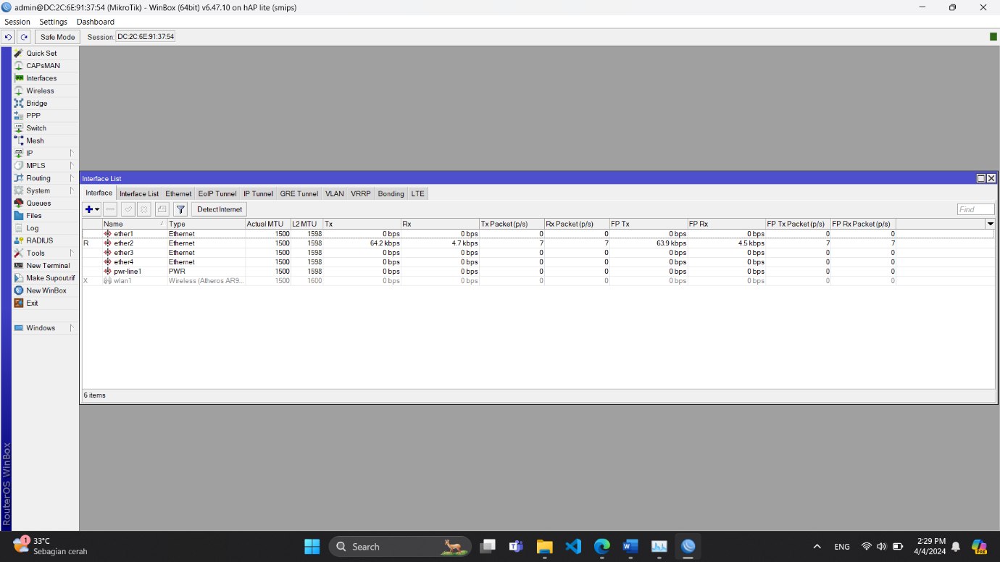 admin@DC:2C:6E:91:37:54 (MikroTik) - WinBox (64bit) v6.47.10 on hAP lite (smips)
Session Settings Dashboard
Safe Mode Session: DC:2C:6E:91:37:54
Quick Set
CAPsMAN
Interfaces
Wireless
Bridge
PPP
Switch
Mesh
IP
MPLS
Routing
System
Queues
Files
Log
RADIUS
Tools
New Terminal
Make Supout.rif
New WinBox
Exit
Windows
RouterOS WinBox
Interface List
Interface Interface List Ethernet EoIP Tunnel IP Tunnel GRE Tunnel VLAN VRRP Bonding LTE
Detect Internet Find
Name Type Actual MTU L2 MTU Tx Rx Tx Packet (p/s) Rx Packet (p/s) FP Tx FP Rx FP Tx Packet (p/s) FP Rx Packet (p/s)
ether1 Ethernet 1500 1598 0 bps 0 bps 0 0 0 bps 0 bps 0 0
R ether2 Ethernet 1500 1598 64.2 kbps 4.7 kbps 7 7 63.9 kbps 4.5 kbps 7 7
ether3 Ethernet 1500 1598 0 bps 0 bps 0 0 0 bps 0 bps 0 0
ether4 Ethernet 1500 1598 0 bps 0 bps 0 0 0 bps 0 bps 0 0
pwr-line1 PWR 1500 1598 0 bps 0 bps 0 0 0 bps 0 bps 0 0
X wlan1 Wireless (Atheros AR9... 1500 1600 0 bps 0 bps 0 0 0 bps 0 bps 0 0
6 items
1
33°C
Sebagian cerah
Search
ENG
2:29 PM
4/4/2024
PRE